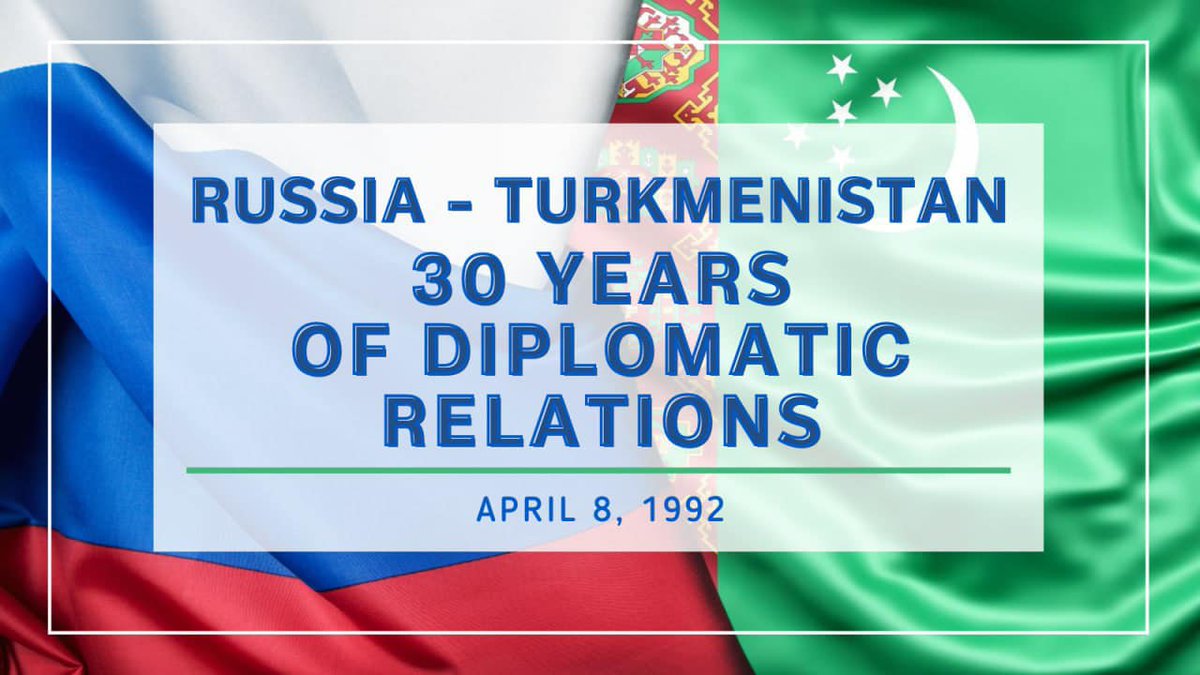 RUSSIA - TURKMENISTAN
30 YEARS
OF DIPLOMATIC
RELATIONS
APRIL 8, 1992